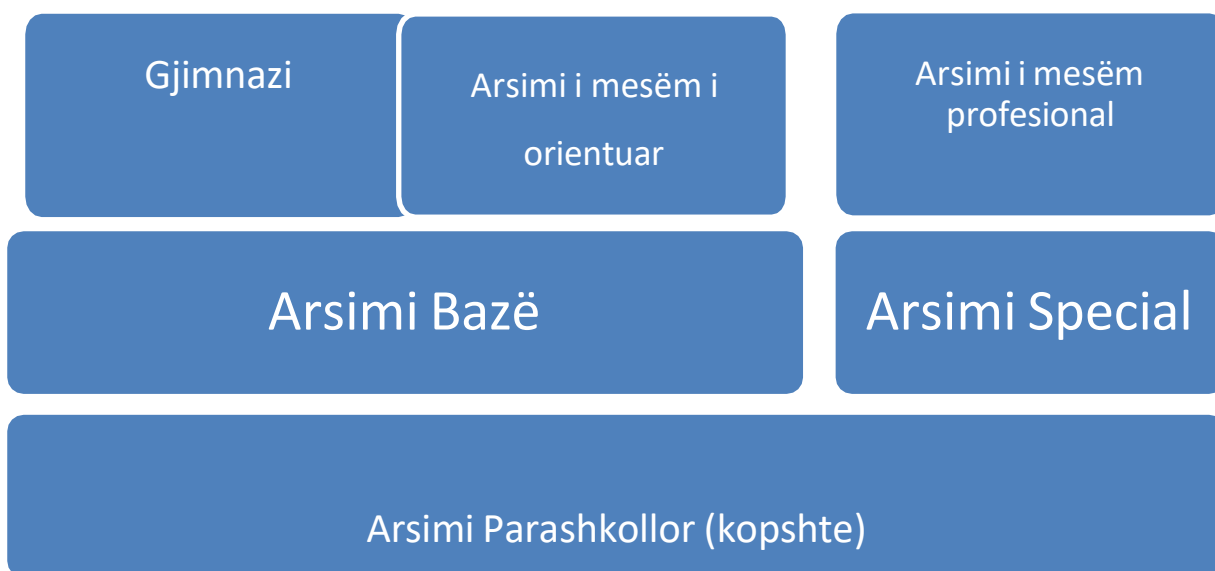 Gjimnazi
Arsimi i mesëm i
orientuar
Arsimi i mesëm
profesional
Arsimi Bazë
Arsimi Special
Arsimi Parashkollor (kopshte)